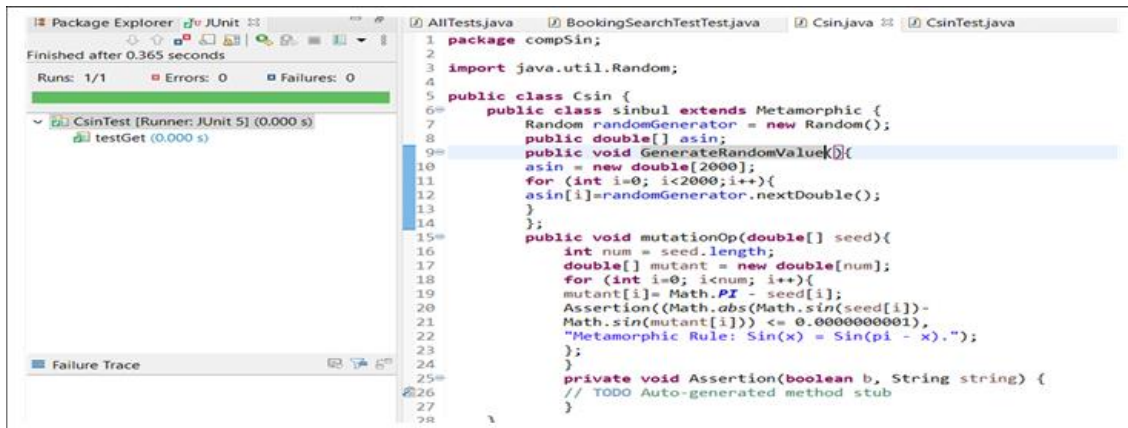 Package Explorer JUnit
Finished after 0.365 seconds
Runs: 1/1 Errors: 0 Failures: 0
CsinTest [Runner: JUnit 5] (0.000 s)
testGet (0.000 s)
Failure Trace
AllTests.java BookingSearchTestTest.java Csin.java CsinTest.java
1 package compSin;
2
3 import java.util.Random;
4
5 public class Csin {
6 public class sinbul extends Metamorphic {
7 Random randomGenerator = new Random();
8 public double[] asin;
9 public void GenerateRandomValue(){
10 asin = new double[2000];
11 for (int i=0; i<2000;i++){
12 asin[i]=randomGenerator.nextDouble();
13 }
14 };
15 public void mutationOp(double[] seed){
16 int num = seed.length;
17 double[] mutant = new double[num];
18 for (int i=0; i<num; i++){
19 mutant[i]= Math.PI - seed[i];
20 Assertion((Math.abs(Math.sin(seed[i])-
21 Math.sin(mutant[i])) <= 0.0000000001),
22 "Metamorphic Rule: Sin(x) = Sin(pi - x).");
23 };
24 }
25 private void Assertion(boolean b, String string) {
26 // TODO Auto-generated method stub
27 }
28 }